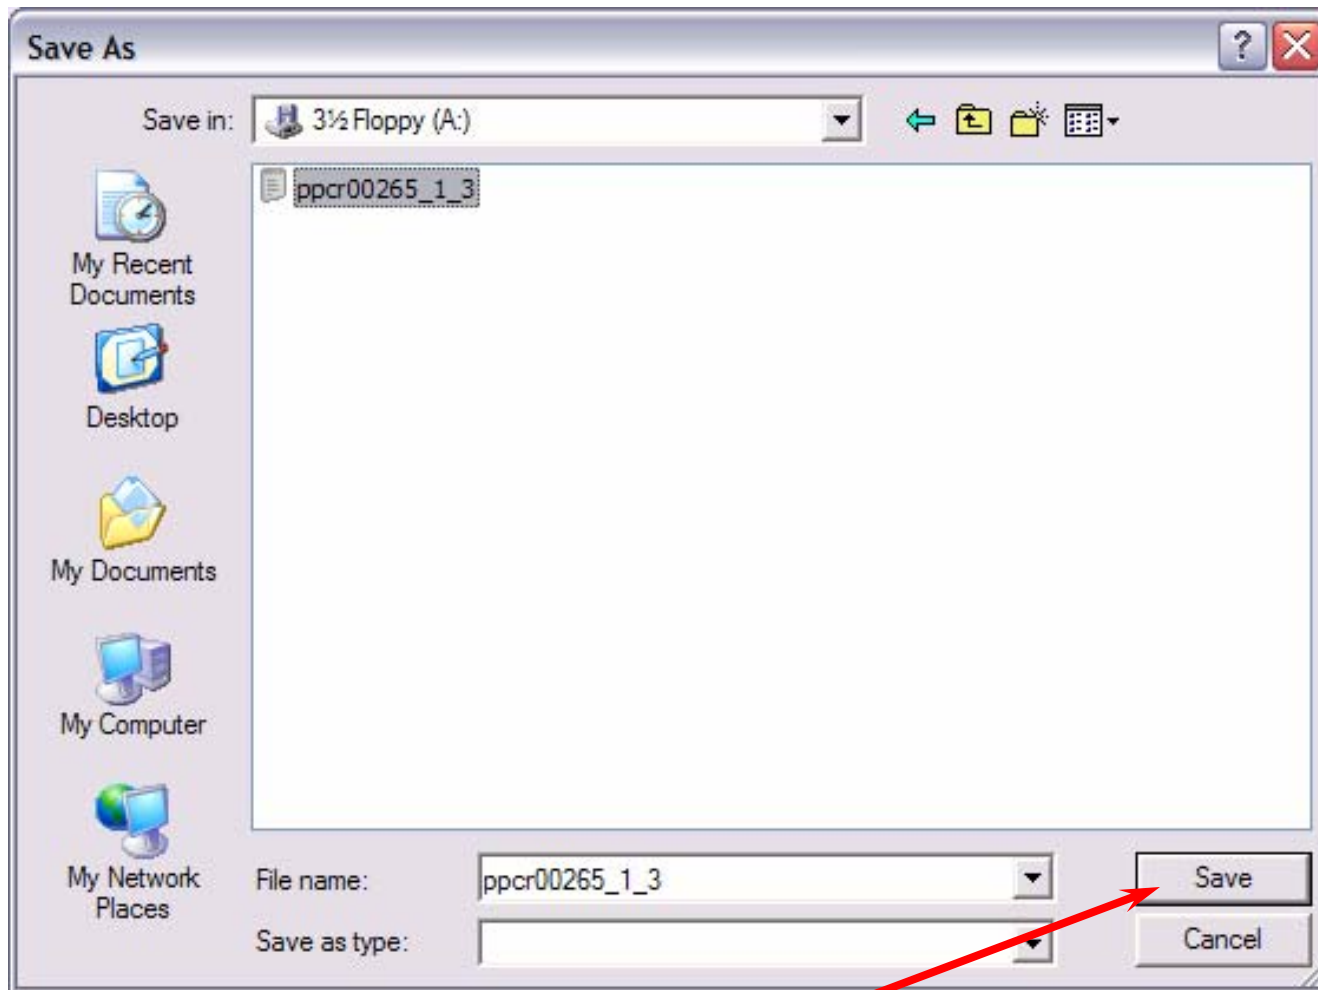 Save As
?
Save in:
3½ Floppy (A:)
ppcr00265_1_3
My Recent
Documents
Desktop
My Documents
My Computer
My Network
Places
File name:
ppcr00265_1_3
Save
Save as type:
Cancel